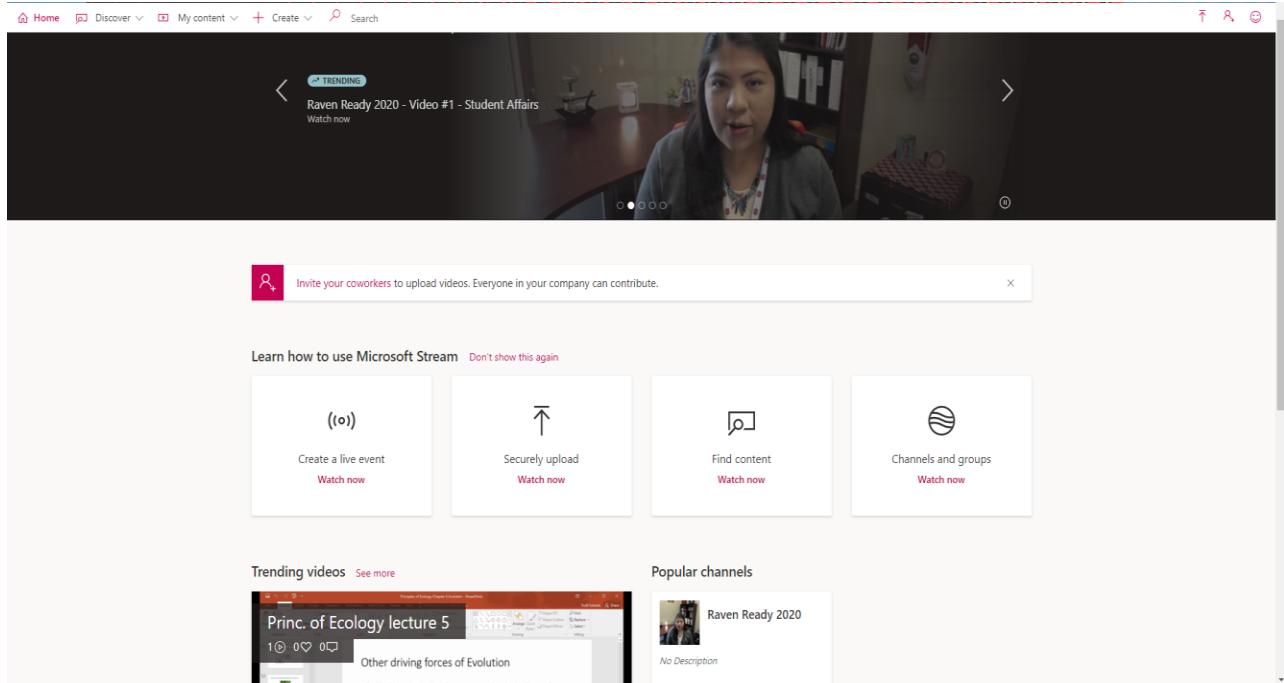 Home Discover My content Create Search
TRENDING
Raven Ready 2020 - Video #1 - Student Affairs
Watch now
Invite your coworkers to upload videos. Everyone in your company can contribute.
Learn how to use Microsoft Stream Don't show this again
Create a live event
Watch now
Securely upload
Watch now
Find content
Watch now
Channels and groups
Watch now
Trending videos See more
Princ. of Ecology lecture 5
1 0 0
Other driving forces of Evolution
Popular channels
Raven Ready 2020
No Description